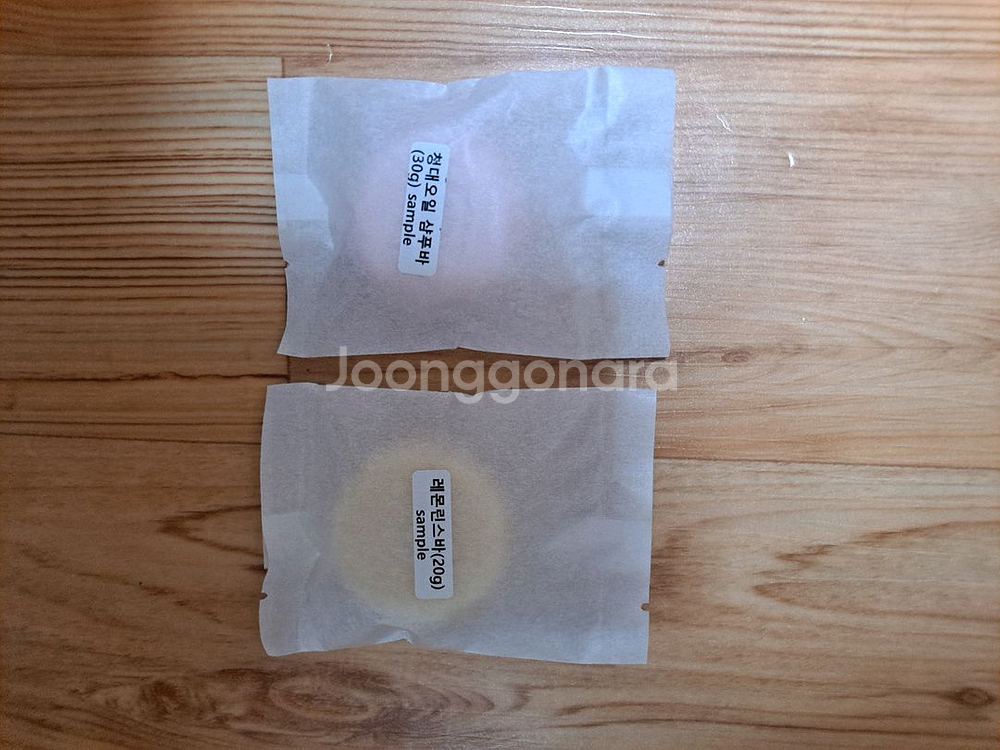 청대오일 샴푸바
(30g) sample
Joonggonara
레몬린스바(20g)
sample